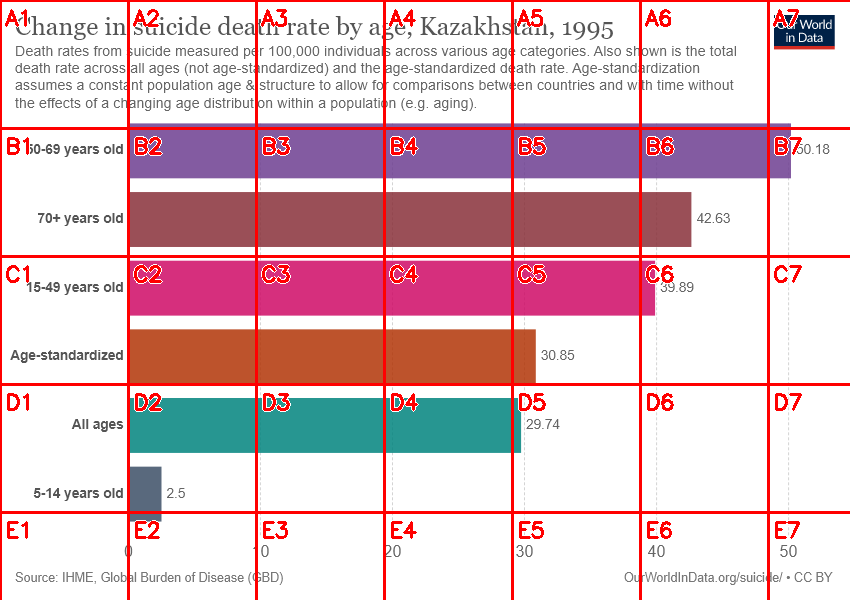 Change in suicide death rate by age, Kazakhstan, 1995
Our World
in Data
Death rates from suicide measured per 100,000 individuals across various age categories. Also shown is the total
death rate across all ages (not age-standardized) and the age-standardized death rate. Age-standardization
assumes a constant population age & structure to allow for comparisons between countries and with time without
the effects of a changing age distribution within a population (e.g. aging).
50-69 years old 50.18
70+ years old 42.63
15-49 years old 39.89
Age-standardized 30.85
All ages 29.74
5-14 years old 2.5
0 10 20 30 40 50
Source: IHME, Global Burden of Disease (GBD)
OurWorldInData.org/suicide/ • CC BY
A1 A2 A3 A4 A5 A6 A7
B1 B2 B3 B4 B5 B6 B7
C1 C2 C3 C4 C5 C6 C7
D1 D2 D3 D4 D5 D6 D7
E1 E2 E3 E4 E5 E6 E7